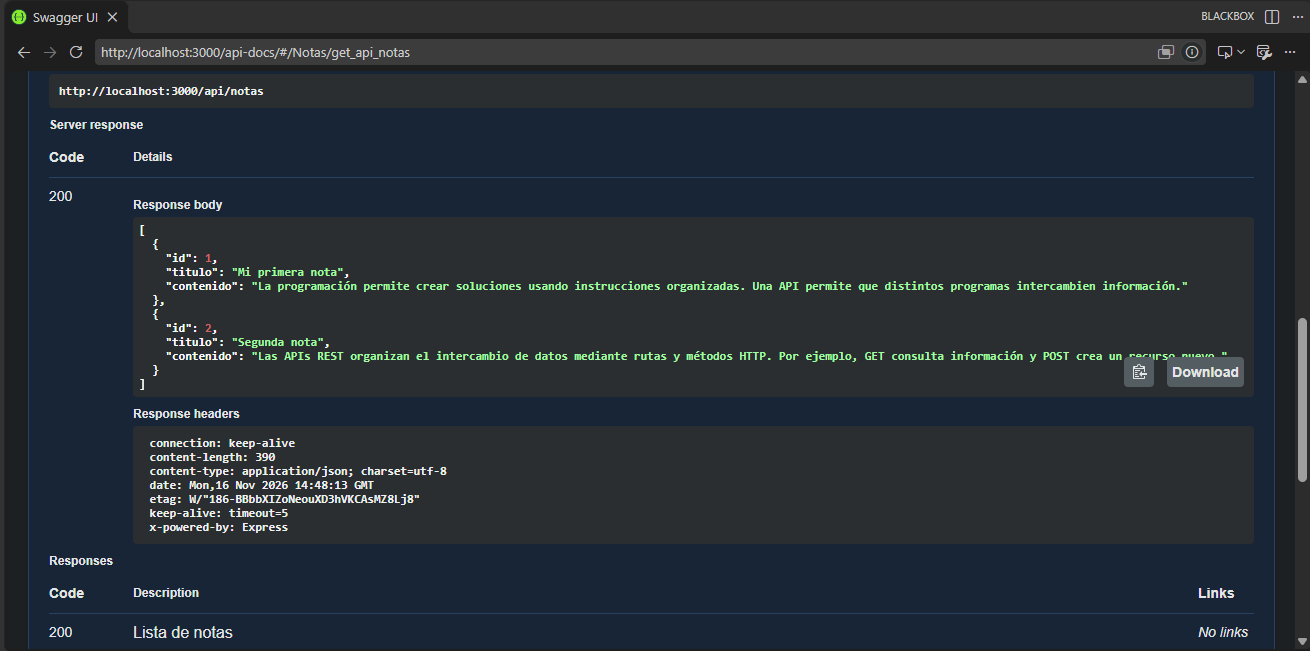 Swagger UI
BLACKBOX
http://localhost:3000/api-docs/#/Notas/get_api_notas
http://localhost:3000/api/notas
Server response
Code Details
200
Response body
[
{
"id": 1,
"titulo": "Mi primera nota",
"contenido": "La programación permite crear soluciones usando instrucciones organizadas. Una API permite que distintos programas intercambien información."
},
{
"id": 2,
"titulo": "Segunda nota",
"contenido": "Las APIs REST organizan el intercambio de datos mediante rutas y métodos HTTP. Por ejemplo, GET consulta información y POST crea un recurso nuevo."
}
]
Download
Response headers
connection: keep-alive
content-length: 390
content-type: application/json; charset=utf-8
date: Mon,16 Nov 2026 14:48:13 GMT
etag: W/"186-BBbbXIZoNeouXD3hVKCAsMZ8Lj8"
keep-alive: timeout=5
x-powered-by: Express
Responses
Code Description Links
200 Lista de notas No links